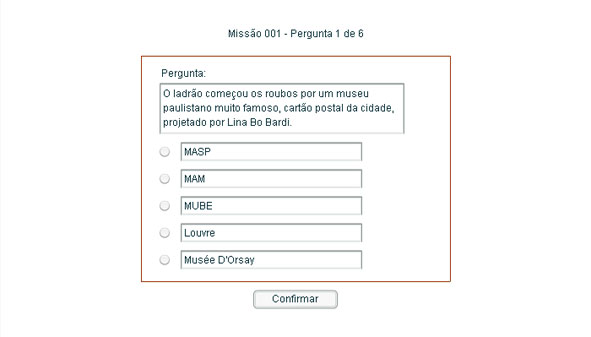 Missão 001 - Pergunta 1 de 6
Pergunta:
O ladrão começou os roubos por um museu
paulistano muito famoso, cartão postal da cidade,
projetado por Lina Bo Bardi.
MASP
MAM
MUBE
Louvre
Musée D'Orsay
Confirmar